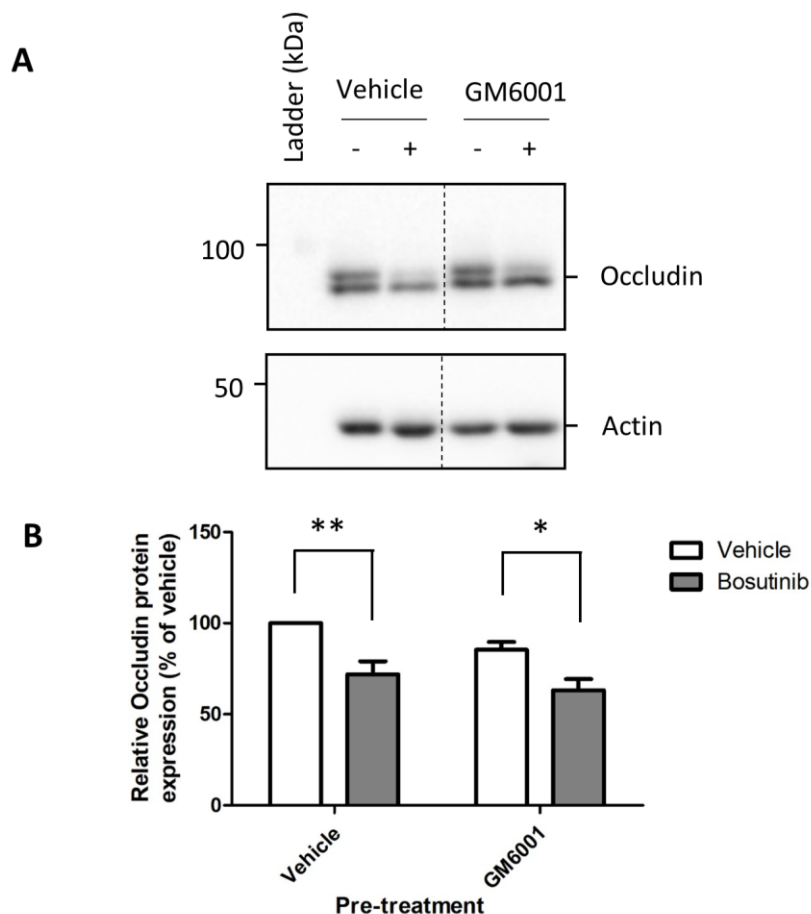 A
Ladder (kDa)
Vehicle GM6001
- + - +
100
Occludin
50
Actin
B
Relative Occludin protein
expression (% of vehicle)
150
100
50
0
** *
Vehicle
Bosutinib
Vehicle GM6001
Pre-treatment